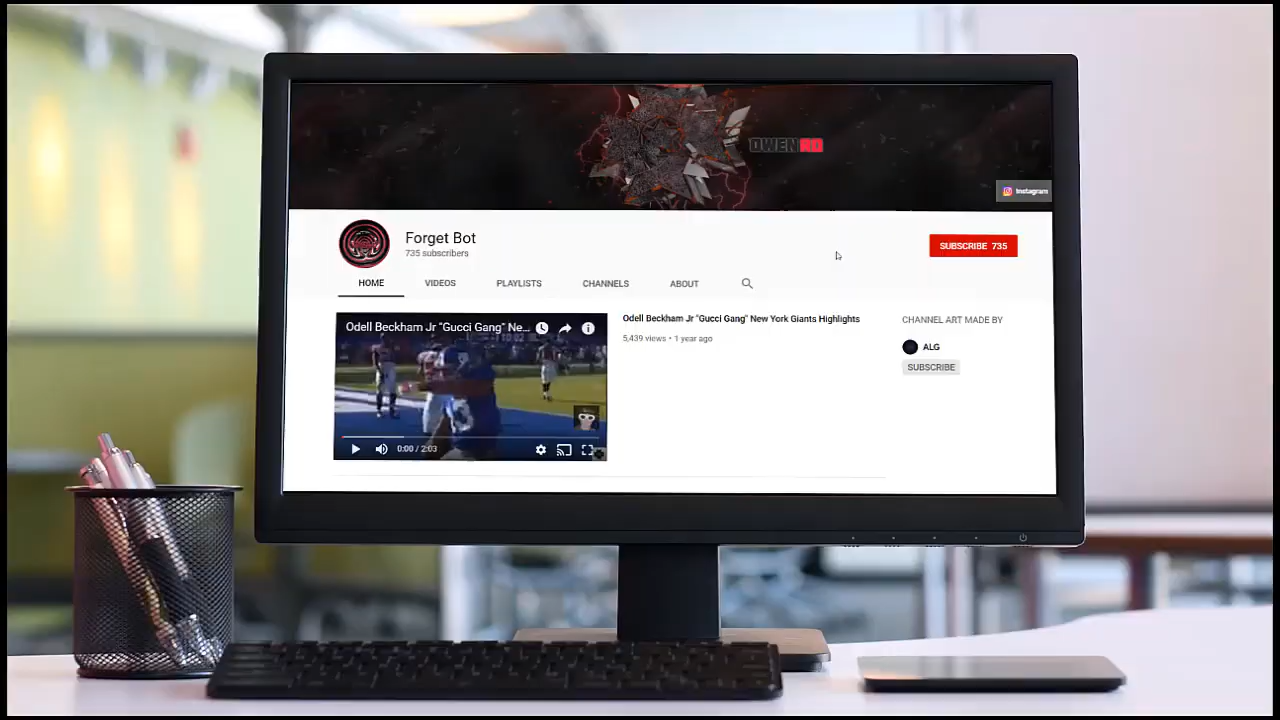 OWENRO
Instagram
Forget Bot
735 subscribers
SUBSCRIBE 735
HOME
VIDEOS
PLAYLISTS
CHANNELS
ABOUT
Odell Beckham Jr "Gucci Gang" Ne...
0:00 / 2:03
Odell Beckham Jr "Gucci Gang" New York Giants Highlights
5,439 views • 1 year ago
CHANNEL ART MADE BY
ALG
SUBSCRIBE